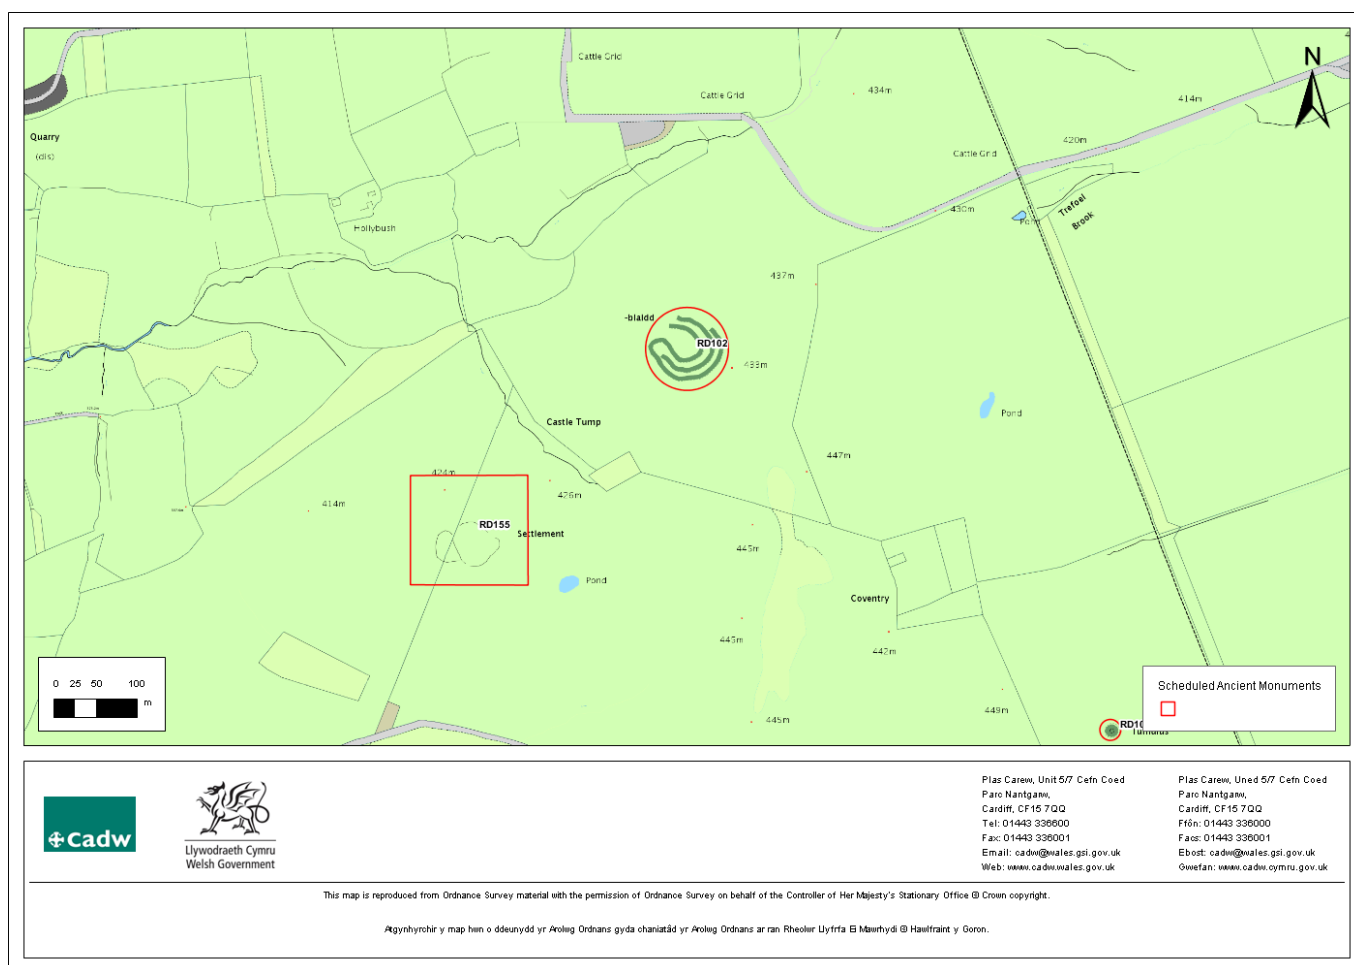 Cattle Grid
N
Cattle Grid
434m
414m
Quarry
(dis)
420m
Cattle Grid
430m
Pond
Trefoel
Brook
Hollybush
437m
-blaidd
RD102
433m
Pond
Castle Tump
424m
447m
426m
414m
RD155
Settlement
445m
Pond
Coventry
445m
442m
449m
445m
0 25 50 100
m
Scheduled Ancient Monuments
Tumulus
Cadw
Llywodraeth Cymru
Welsh Government
Plas Carew, Unit 5/7 Cefn Coed
Parc Nantgarw,
Cardiff, CF15 7QQ
Tel: 01443 336000
Fax: 01443 336001
Email: cadw@wales.gsi.gov.uk
Web: www.cadw.wales.gov.uk
Plas Carew, Uned 5/7 Cefn Coed
Parc Nantgarw,
Cardiff, CF15 7QQ
Ffôn: 01443 336000
Facs: 01443 336001
Ebost: cadw@wales.gsi.gov.uk
Gwefan: www.cadw.cymru.gov.uk
This map is reproduced from Ordnance Survey material with the permission of Ordnance Survey on behalf of the Controller of Her Majesty's Stationary Office © Crown copyright.
Atgynhyrchir y map hwn o ddeunydd yr Arolwg Ordnans gyda chaniatâd yr Arolwg Ordnans ar ran Rheolwr Llyfrfa Ei Mawrhydi © Hawlfraint y Goron.